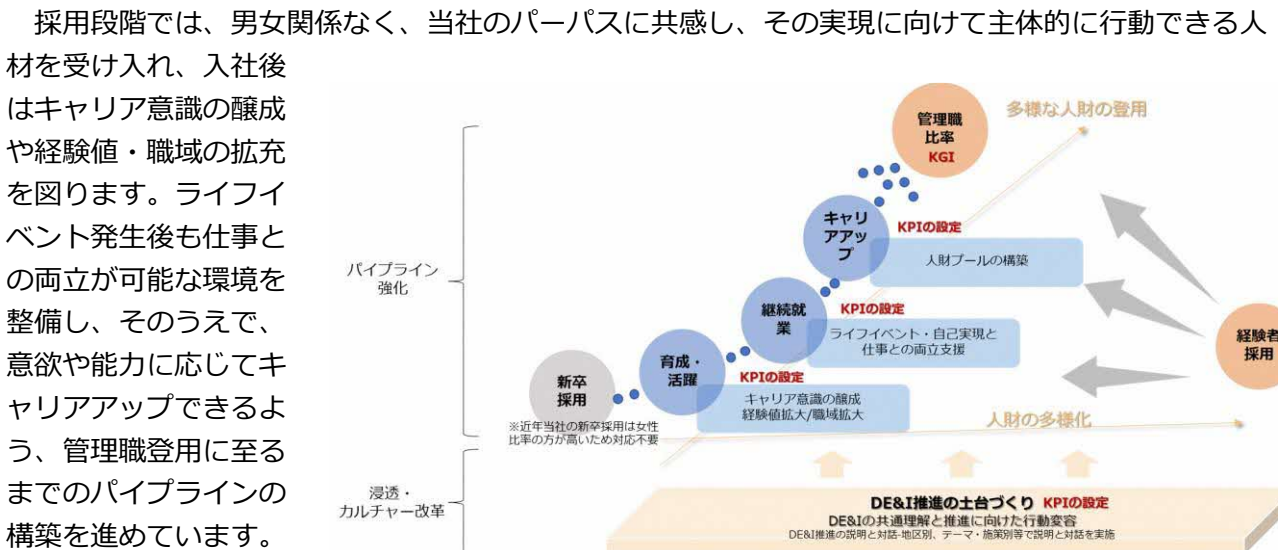 採用段階では、男女関係なく、当社のパーパスに共感し、その実現に向けて主体的に行動できる人
材を受け入れ、入社後
はキャリア意識の醸成
や経験値・職域の拡充
を図ります。ライフイ
ベント発生後も仕事と
の両立が可能な環境を
整備し、そのうえで、
意欲や能力に応じてキ
ャリアアップできるよ
う、管理職登用に至る
までのパイプラインの
構築を進めています。
パイプライン
強化
浸透・
カルチャー改革
管理職
比率
KGI
多様な人財の登用
キャリ
アアッ
プ
KPIの設定
人財プールの構築
継続就
業
KPIの設定
ライフイベント・自己実現と
仕事との両立支援
育成・
活躍
KPIの設定
キャリア意識の醸成
経験値拡大/職域拡大
新卒
採用
※近年当社の新卒採用は女性
比率の方が高いため対応不要
経験者
採用
人財の多様化
DE&I推進の土台づくり KPIの設定
DE&Iの共通理解と推進に向けた行動変容
DE&I推進の説明と対話-地区別、テーマ・施策別等で説明と対話を実施